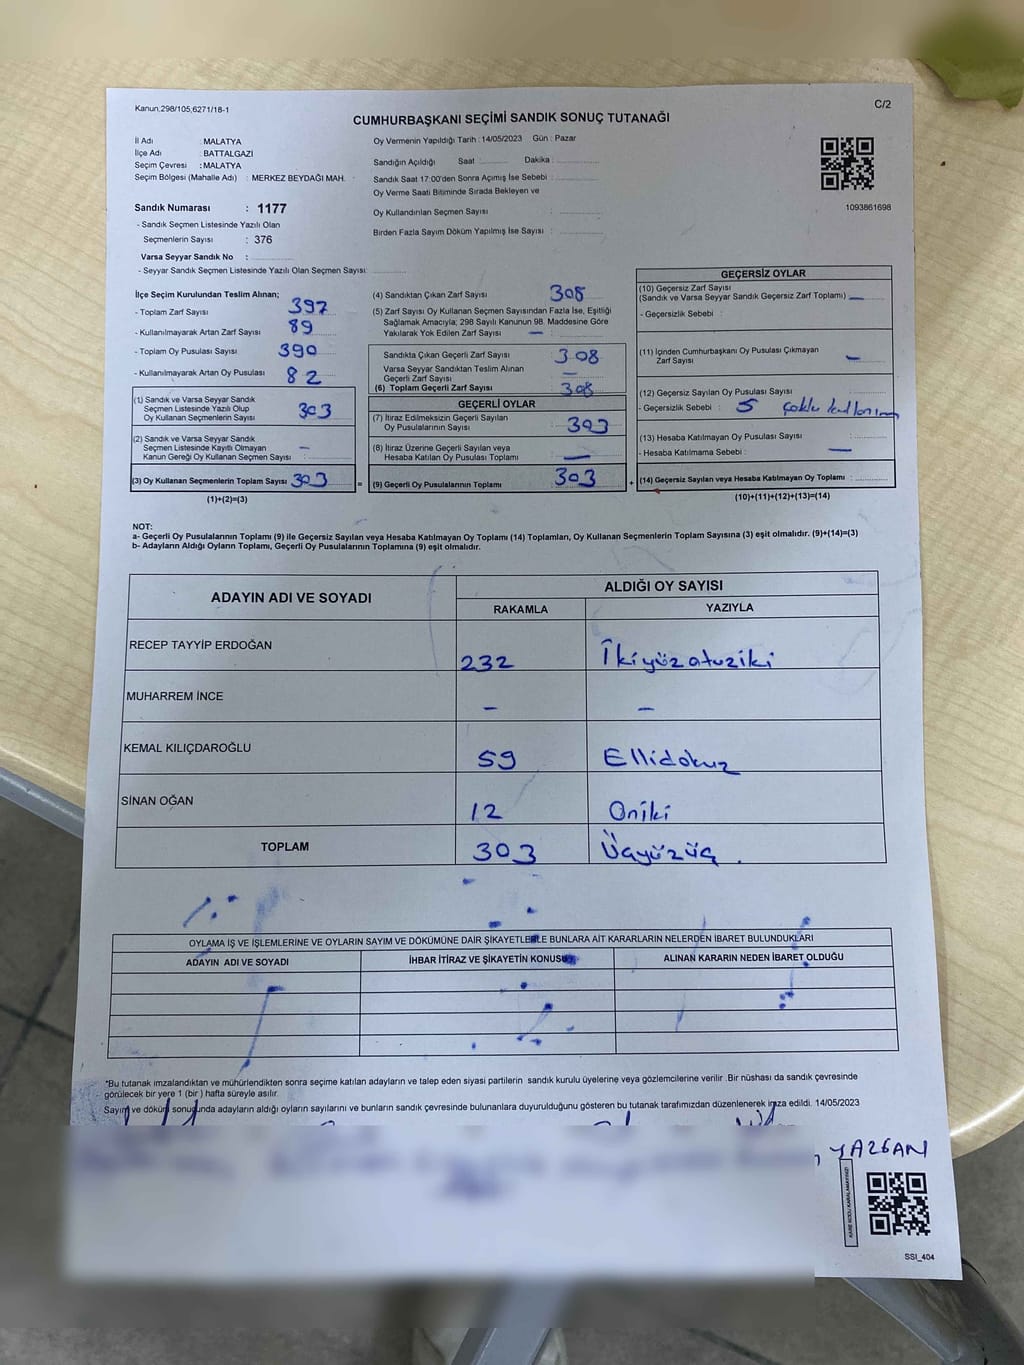 Kanun.298/105,6271/18-1
C/2
CUMHURBAŞKANI SEÇİMİ SANDIK SONUÇ TUTANAĞI
İl Adı : MALATYA
İlçe Adı : BATTALGAZİ
Seçim Çevresi : MALATYA
Seçim Bölgesi (Mahalle Adı) : MERKEZ BEYDAĞI MAH.
Sandık Numarası : 1177
- Sandık Seçmen Listesinde Yazılı Olan
Seçmenlerin Sayısı : 376
Varsa Seyyar Sandık No :
- Seyyar Sandık Seçmen Listesinde Yazılı Olan Seçmen Sayısı:
Oy Vermenin Yapıldığı Tarih : 14/05/2023 Gün : Pazar
Sandığın Açıldığı Saat Dakika :
Sandık Saat 17:00'den Sonra Açımış İse Sebebi :
Oy Verme Saati Bitiminde Sırada Bekleyen ve
Oy Kullandırılan Seçmen Sayısı :
Birden Fazla Sayım Döküm Yapılmış İse Sayısı :
1093861698
İlçe Seçim Kurulundan Teslim Alınan;
- Toplam Zarf Sayısı 397
- Kullanılmayarak Artan Zarf Sayısı 89
- Toplam Oy Pusulası Sayısı 390
- Kullanılmayarak Artan Oy Pusulası 82
(1) Sandık ve Varsa Seyyar Sandık
Seçmen Listesinde Yazılı Olup
Oy Kullanan Seçmenlerin Sayısı 303
(2) Sandık ve Varsa Seyyar Sandık
Seçmen Listesinde Kayıtlı Olmayan
Kanun Gereği Oy Kullanan Seçmen Sayısı : –
(3) Oy Kullanan Seçmenlerin Toplam Sayısı 303
(1)+(2)=(3)
=
(4) Sandıktan Çıkan Zarf Sayısı 308
(5) Zarf Sayısı Oy Kullanan Seçmen Sayısından Fazla İse, Eşitliği
Sağlamak Amacıyla; 298 Sayılı Kanunun 98. Maddesine Göre
Yakılarak Yok Edilen Zarf Sayısı –
Sandıkta Çıkan Geçerli Zarf Sayısı 308
Varsa Seyyar Sandıktan Teslim Alınan
Geçerli Zarf Sayısı –
(6) Toplam Geçerli Zarf Sayısı 308
GEÇERLİ OYLAR
(7) İtiraz Edilmeksizin Geçerli Sayılan
Oy Pusulalarının Sayısı 303
(8) İtiraz Üzerine Geçerli Sayılan veya
Hesaba Katılan Oy Pusulası Toplamı –
(9) Geçerli Oy Pusulalarının Toplamı 303
+
GEÇERSİZ OYLAR
(10) Geçersiz Zarf Sayısı
(Sandık ve Varsa Seyyar Sandık Geçersiz Zarf Toplamı) –
- Geçersizlik Sebebi :
(11) İçinden Cumhurbaşkanı Oy Pusulası Çıkmayan
Zarf Sayısı –
(12) Geçersiz Sayılan Oy Pusulası Sayısı
- Geçersizlik Sebebi : 5 çoklu kullanım
(13) Hesaba Katılmayan Oy Pusulası Sayısı :
- Hesaba Katılmama Sebebi : –
(14) Geçersiz Sayılan veya Hesaba Katılmayan Oy Toplamı :
(10)+(11)+(12)+(13)=(14)
NOT:
a- Geçerli Oy Pusulalarının Toplamı (9) ile Geçersiz Sayılan veya Hesaba Katılmayan Oy Toplamı (14) Toplamları, Oy Kullanan Seçmenlerin Toplam Sayısına (3) eşit olmalıdır. (9)+(14)=(3)
b- Adayların Aldığı Oyların Toplamı, Geçerli Oy Pusulalarının Toplamına (9) eşit olmalıdır.
ADAYIN ADI VE SOYADI
ALDIĞI OY SAYISI
RAKAMLA YAZIYLA
RECEP TAYYİP ERDOĞAN 232 İkiyüzotuziki
MUHARREM İNCE – –
KEMAL KILIÇDAROĞLU 59 Ellidokuz
SİNAN OĞAN 12 Oniki
TOPLAM 303 Üçyüzüç .
OYLAMA İŞ VE İŞLEMLERİNE VE OYLARIN SAYIM VE DÖKÜMÜNE DAİR ŞİKAYETLERLE BUNLARA AİT KARARLARIN NELERDEN İBARET BULUNDUKLARI
ADAYIN ADI VE SOYADI İHBAR İTİRAZ VE ŞİKAYETİN KONUSU ALINAN KARARIN NEDEN İBARET OLDUĞU
*Bu tutanak imzalandıktan ve mühürlendikten sonra seçime katılan adayların ve talep eden siyasi partilerin sandık kurulu üyelerine veya gözlemcilerine verilir .Bir nüshası da sandık çevresinde
görülecek bir yere 1 (bir ) hafta süreyle asılır.
Sayım ve döküm sonucunda adayların aldığı oyların sayılarını ve bunların sandık çevresinde bulunanlara duyurulduğunu gösteren bu tutanak tarafımızdan düzenlenerek imza edildi. 14/05/2023
YAZGAN
KARE KODU KARALAMAYINIZ!
SSI_404